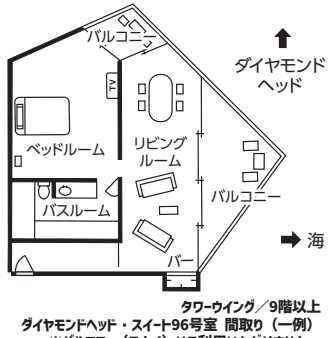 バルコニー
ダイヤモンド
ヘッド
TV
ベッドルーム
リビング
ルーム
バルコニー
バスルーム
海
バー
タワーウイング／9階以上
ダイヤモンドヘッド・スイート96号室 間取り（一例）